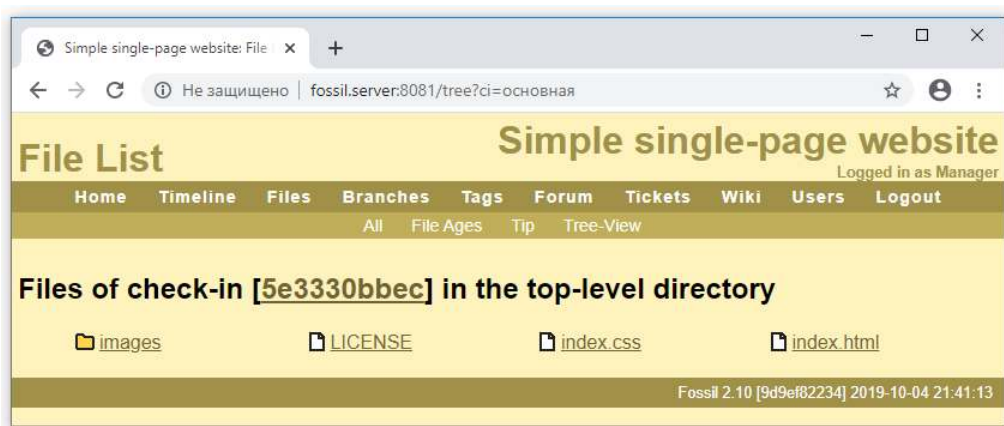 Simple single-page website: File
Не защищено | fossil.server:8081/tree?ci=основная
File List
Simple single-page website
Logged in as Manager
Home Timeline Files Branches Tags Forum Tickets Wiki Users Logout
All File Ages Tip Tree-View
Files of check-in [5e3330bbec] in the top-level directory
images LICENSE index.css index.html
Fossil 2.10 [9d9ef82234] 2019-10-04 21:41:13